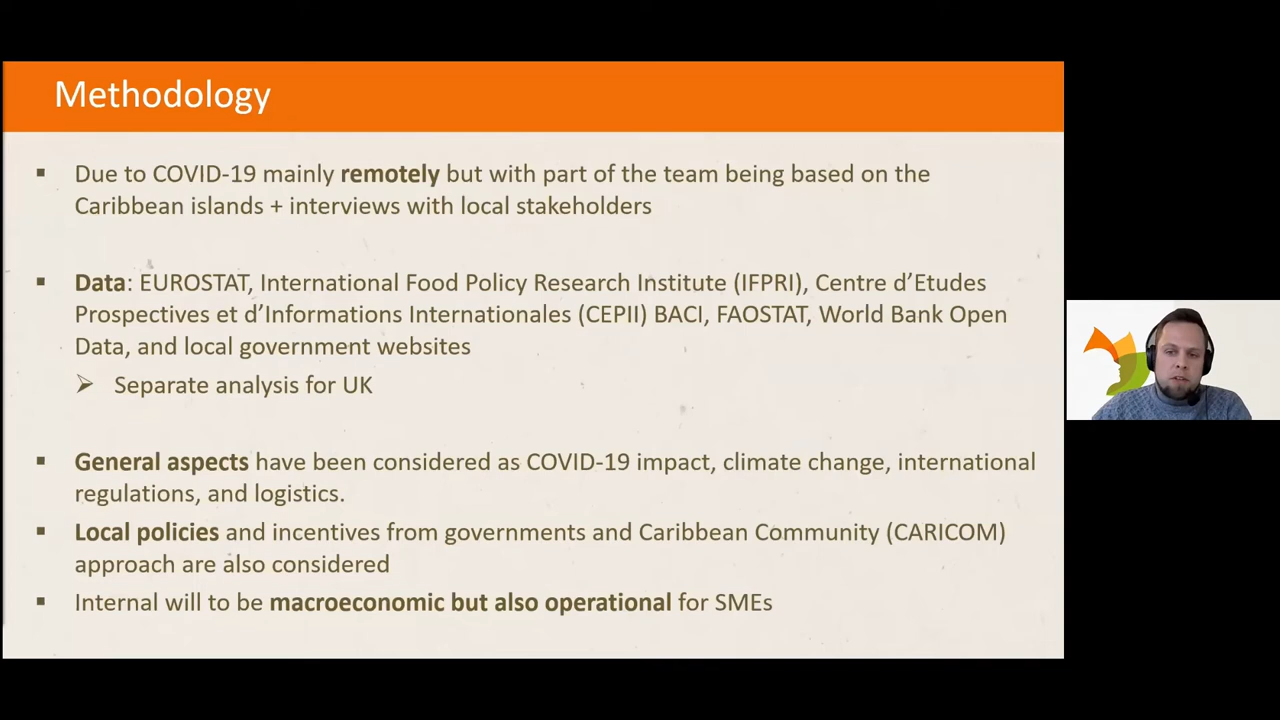 Methodology
▪ Due to COVID-19 mainly remotely but with part of the team being based on the
Caribbean islands + interviews with local stakeholders
▪ Data: EUROSTAT, International Food Policy Research Institute (IFPRI), Centre d’Etudes
Prospectives et d’Informations Internationales (CEPII) BACI, FAOSTAT, World Bank Open
Data, and local government websites
➢ Separate analysis for UK
▪ General aspects have been considered as COVID-19 impact, climate change, international
regulations, and logistics.
▪ Local policies and incentives from governments and Caribbean Community (CARICOM)
approach are also considered
▪ Internal will to be macroeconomic but also operational for SMEs